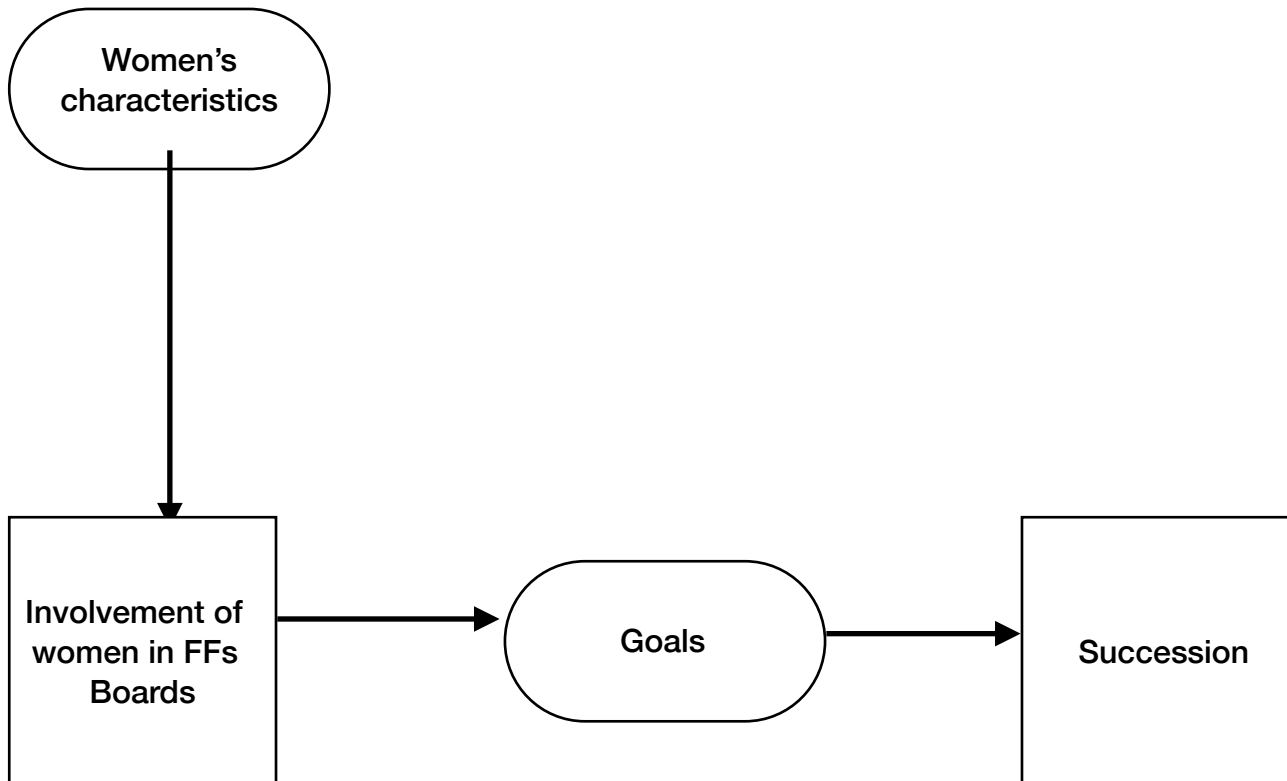 Women’s
characteristics
Involvement of
women in FFs
Boards
Goals
Succession